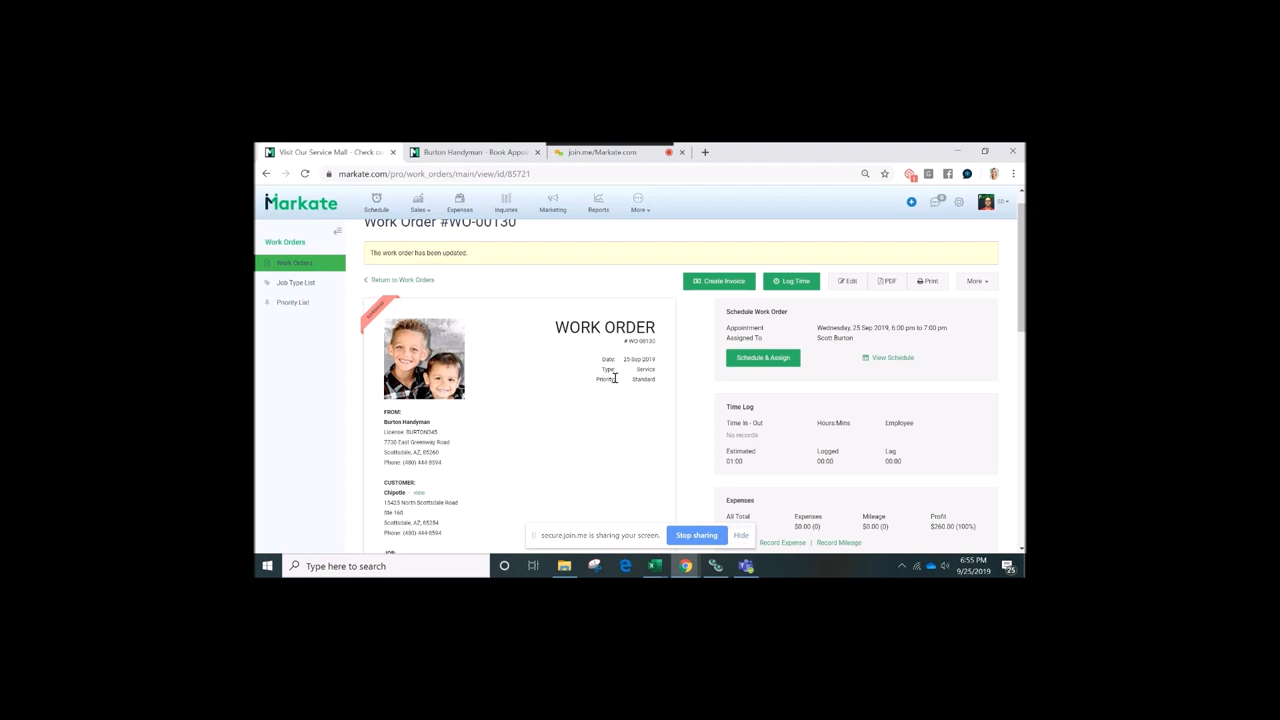 Visit Our Service Mall - Check ou
Burton Handyman - Book Appoi
join.me/Markate.com
markate.com/pro/work_orders/main/view/id/85721
Markate
Schedule
Sales
Expenses
Inquiries
Marketing
Reports
More
Work Order #WO-00130
Work Orders
Work Orders
Job Type List
Priority List
The work order has been updated.
Return to Work Orders
Create Invoice
Log Time
Edit
PDF
Print
More
WORK ORDER
# WO-00130
Date: 25-Sep-2019
Type: Service
Priority: Standard
FROM:
Burton Handyman
License: BURTON345
7730 East Greenway Road
Scottsdale, AZ, 85260
Phone: (480) 444-8594
CUSTOMER:
Chipotle - view
15425 North Scottsdale Road
Ste 160
Scottsdale, AZ, 85254
Phone: (480) 444-8594
JOB:
Schedule Work Order
Appointment Wednesday, 25 Sep 2019, 6:00 pm to 7:00 pm
Assigned To Scott Burton
Schedule & Assign
View Schedule
Time Log
Time In - Out Hours:Mins Employee
No records
Estimated Logged Lag
01:00 00:00 00:00
Expenses
All Total Expenses Mileage Profit
$0.00 (0) $0.00 (0) $260.00 (100%)
Record Expense | Record Mileage
secure.join.me is sharing your screen.
Stop sharing
Hide
Type here to search
6:55 PM
9/25/2019
25